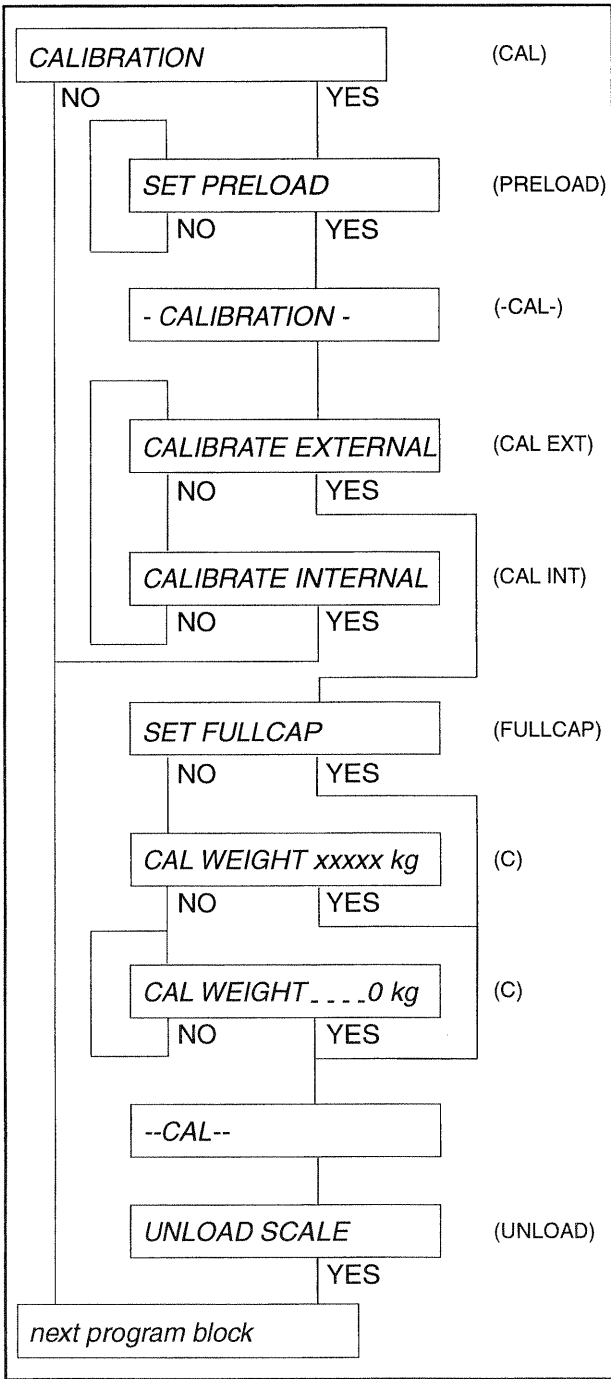 CALIBRATION (CAL)
NO YES
SET PRELOAD (PRELOAD)
NO YES
- CALIBRATION - (-CAL-)
CALIBRATE EXTERNAL (CAL EXT)
NO YES
CALIBRATE INTERNAL (CAL INT)
NO YES
SET FULLCAP (FULLCAP)
NO YES
CAL WEIGHT xxxxx kg (C)
NO YES
CAL WEIGHT _ _ _ _0 kg (C)
NO YES
--CAL--
UNLOAD SCALE (UNLOAD)
YES
next program block